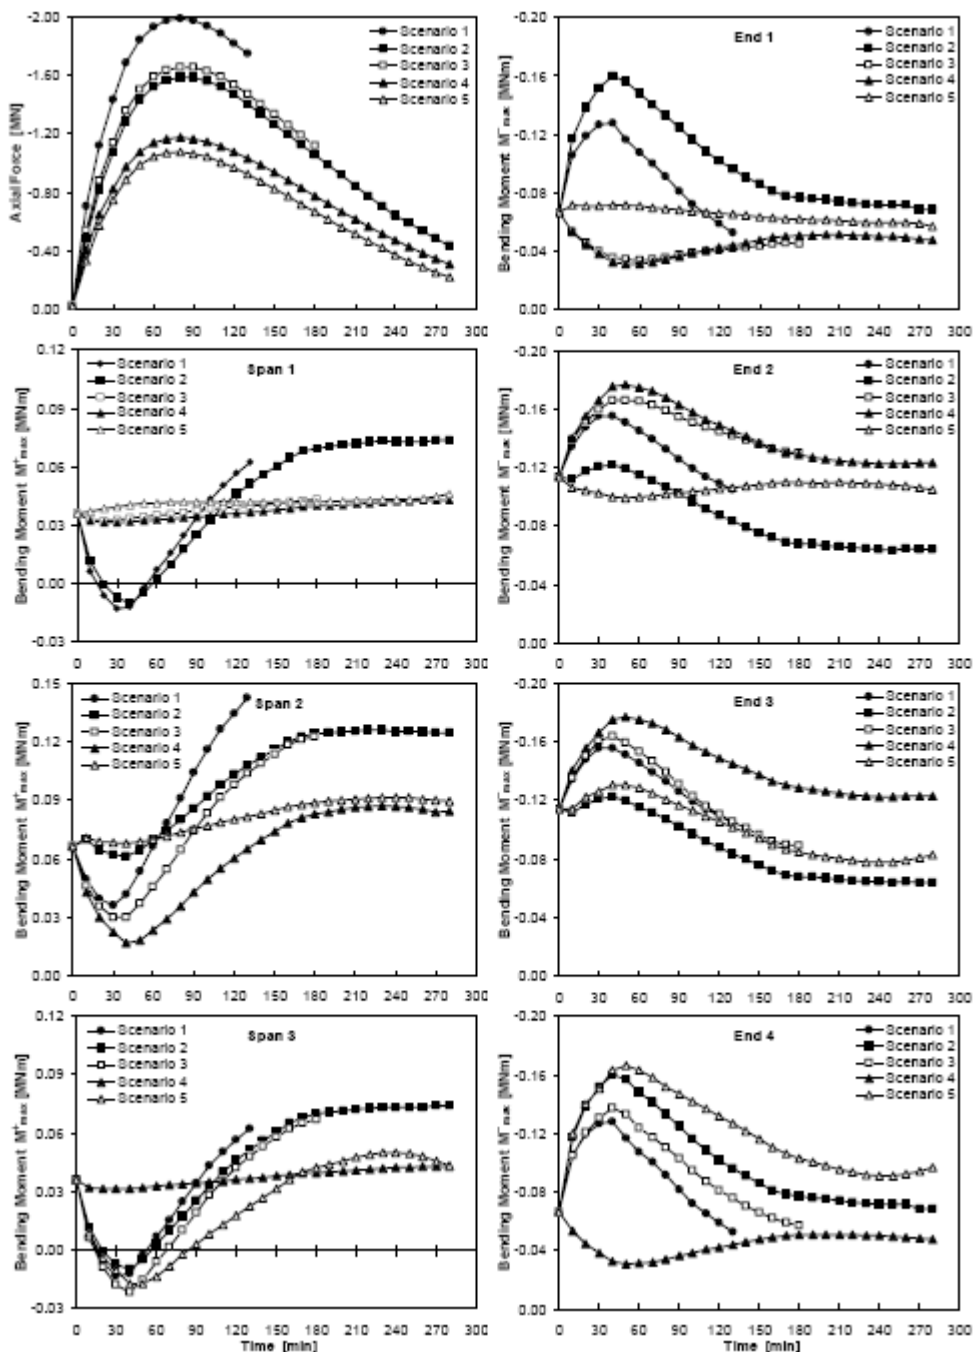 -2.00
-1.60
-1.20
-0.80
-0.40
0.00
Axial Force [MN]
Scenario 1
Scenario 2
Scenario 3
Scenario 4
Scenario 5
0 30 60 90 120 150 180 210 240 270 300
-0.20
-0.16
-0.12
-0.08
-0.04
0.00
Bending Moment M⁻max [MNm]
End 1
Scenario 1
Scenario 2
Scenario 3
Scenario 4
Scenario 5
0 30 60 90 120 150 180 210 240 270 300
0.12
0.09
0.06
0.03
0.00
-0.03
Bending Moment M⁺max [MNm]
Span 1
Scenario 1
Scenario 2
Scenario 3
Scenario 4
Scenario 5
0 30 60 90 120 150 180 210 240 270 300
-0.20
-0.16
-0.12
-0.08
-0.04
0.00
Bending Moment M⁻max [MNm]
End 2
Scenario 1
Scenario 2
Scenario 3
Scenario 4
Scenario 5
0 30 60 90 120 150 180 210 240 270 300
0.15
0.12
0.09
0.06
0.03
0.00
Bending Moment M⁺max [MNm]
Span 2
Scenario 1
Scenario 2
Scenario 3
Scenario 4
Scenario 5
0 30 60 90 120 150 180 210 240 270 300
-0.20
-0.16
-0.12
-0.08
-0.04
0.00
Bending Moment M⁻max [MNm]
End 3
Scenario 1
Scenario 2
Scenario 3
Scenario 4
Scenario 5
0 30 60 90 120 150 180 210 240 270 300
0.12
0.09
0.06
0.03
0.00
-0.03
Bending Moment M⁺max [MNm]
Span 3
Scenario 1
Scenario 2
Scenario 3
Scenario 4
Scenario 5
0 30 60 90 120 150 180 210 240 270 300
Time [min]
-0.20
-0.16
-0.12
-0.08
-0.04
0.00
Bending Moment M⁻max [MNm]
End 4
Scenario 1
Scenario 2
Scenario 3
Scenario 4
Scenario 5
0 30 60 90 120 150 180 210 240 270 300
Time [min]